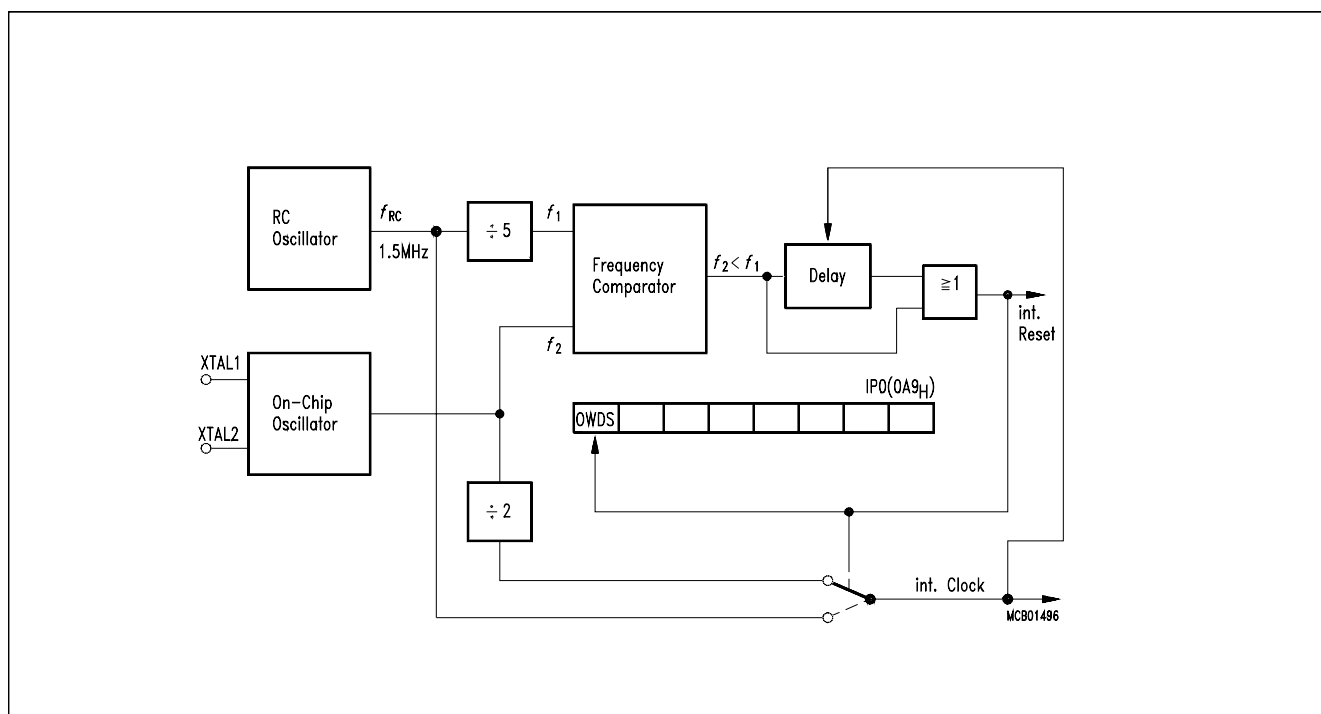 RC
Oscillator
fRC
1.5MHz
÷ 5
f1
Frequency
Comparator
f2 < f1
Delay
≧1
int.
Reset
f2
XTAL1
XTAL2
On-Chip
Oscillator
IP0(0A9H)
OWDS
÷ 2
int. Clock
MCB01496